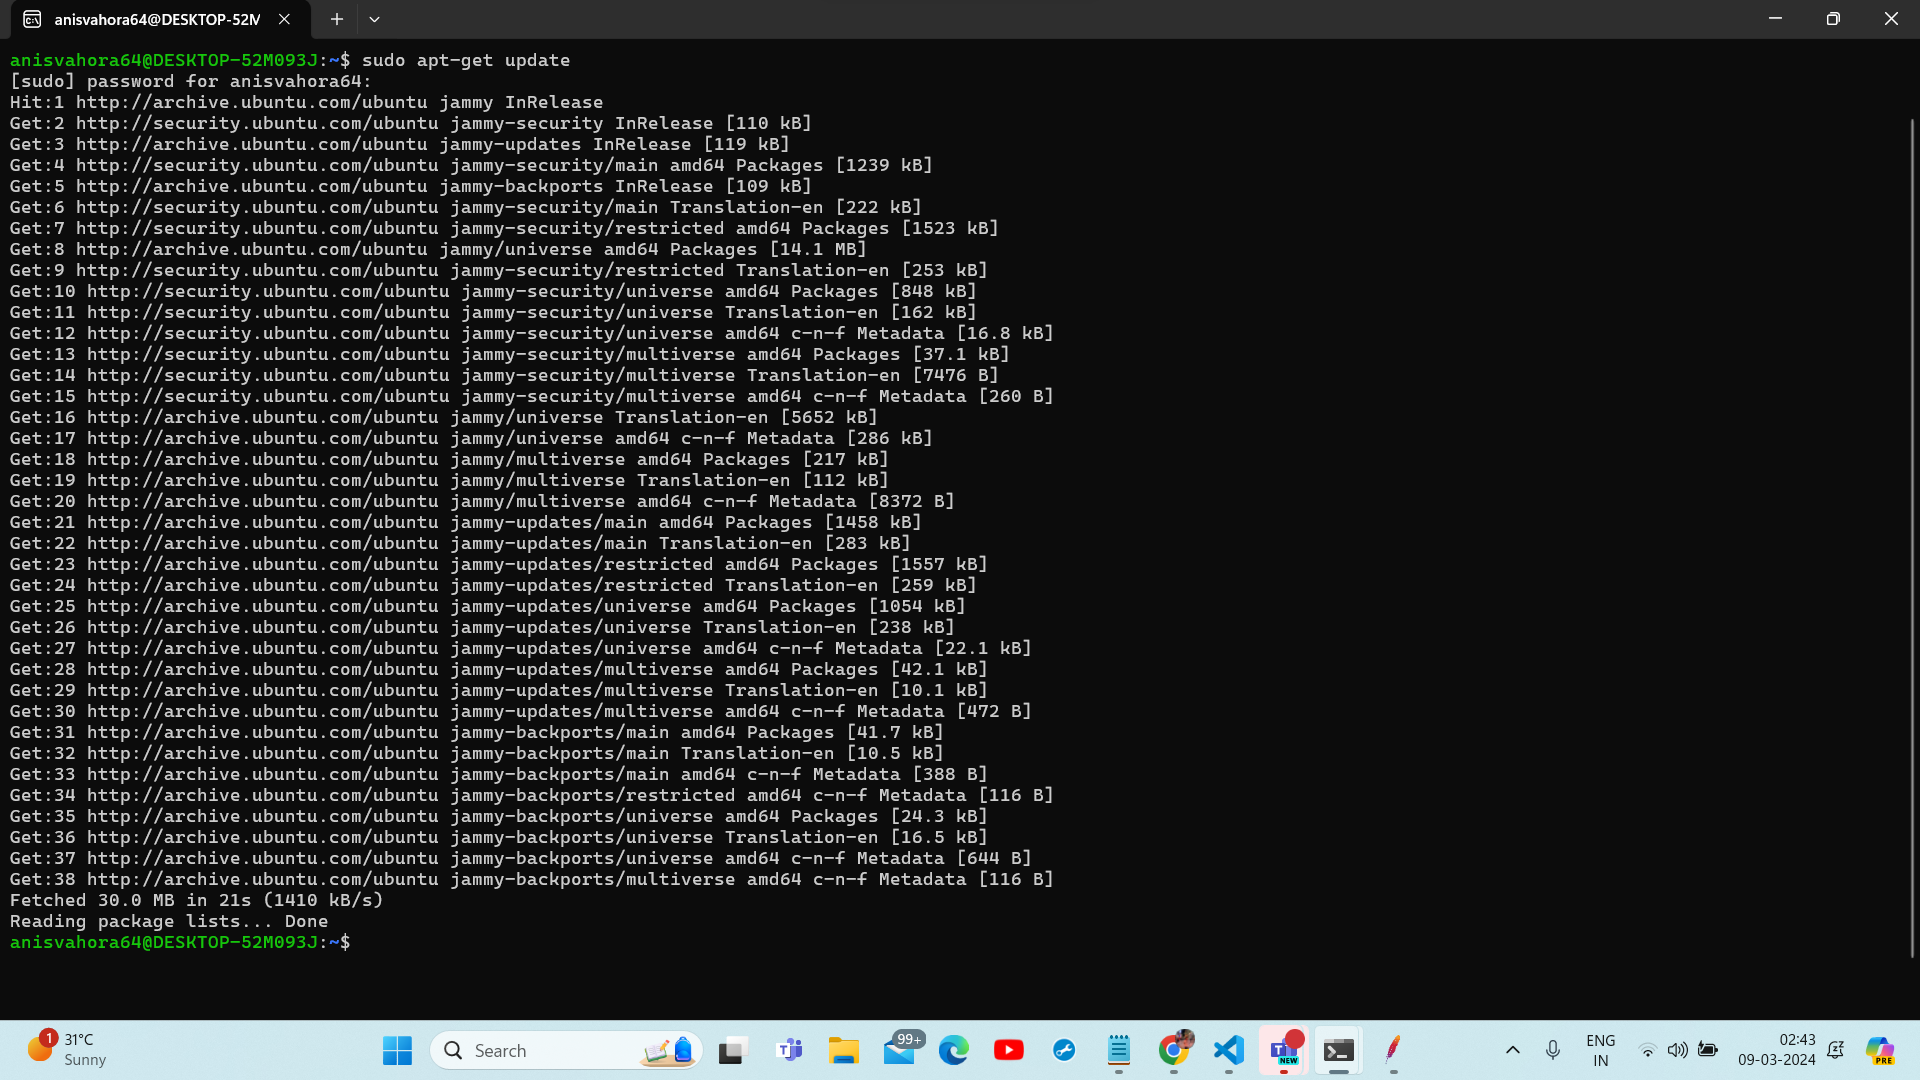 anisvahora64@DESKTOP-52M
anisvahora64@DESKTOP-52M093J:~$ sudo apt-get update
[sudo] password for anisvahora64:
Hit:1 http://archive.ubuntu.com/ubuntu jammy InRelease
Get:2 http://security.ubuntu.com/ubuntu jammy-security InRelease [110 kB]
Get:3 http://archive.ubuntu.com/ubuntu jammy-updates InRelease [119 kB]
Get:4 http://security.ubuntu.com/ubuntu jammy-security/main amd64 Packages [1239 kB]
Get:5 http://archive.ubuntu.com/ubuntu jammy-backports InRelease [109 kB]
Get:6 http://security.ubuntu.com/ubuntu jammy-security/main Translation-en [222 kB]
Get:7 http://security.ubuntu.com/ubuntu jammy-security/restricted amd64 Packages [1523 kB]
Get:8 http://archive.ubuntu.com/ubuntu jammy/universe amd64 Packages [14.1 MB]
Get:9 http://security.ubuntu.com/ubuntu jammy-security/restricted Translation-en [253 kB]
Get:10 http://security.ubuntu.com/ubuntu jammy-security/universe amd64 Packages [848 kB]
Get:11 http://security.ubuntu.com/ubuntu jammy-security/universe Translation-en [162 kB]
Get:12 http://security.ubuntu.com/ubuntu jammy-security/universe amd64 c-n-f Metadata [16.8 kB]
Get:13 http://security.ubuntu.com/ubuntu jammy-security/multiverse amd64 Packages [37.1 kB]
Get:14 http://security.ubuntu.com/ubuntu jammy-security/multiverse Translation-en [7476 B]
Get:15 http://security.ubuntu.com/ubuntu jammy-security/multiverse amd64 c-n-f Metadata [260 B]
Get:16 http://archive.ubuntu.com/ubuntu jammy/universe Translation-en [5652 kB]
Get:17 http://archive.ubuntu.com/ubuntu jammy/universe amd64 c-n-f Metadata [286 kB]
Get:18 http://archive.ubuntu.com/ubuntu jammy/multiverse amd64 Packages [217 kB]
Get:19 http://archive.ubuntu.com/ubuntu jammy/multiverse Translation-en [112 kB]
Get:20 http://archive.ubuntu.com/ubuntu jammy/multiverse amd64 c-n-f Metadata [8372 B]
Get:21 http://archive.ubuntu.com/ubuntu jammy-updates/main amd64 Packages [1458 kB]
Get:22 http://archive.ubuntu.com/ubuntu jammy-updates/main Translation-en [283 kB]
Get:23 http://archive.ubuntu.com/ubuntu jammy-updates/restricted amd64 Packages [1557 kB]
Get:24 http://archive.ubuntu.com/ubuntu jammy-updates/restricted Translation-en [259 kB]
Get:25 http://archive.ubuntu.com/ubuntu jammy-updates/universe amd64 Packages [1054 kB]
Get:26 http://archive.ubuntu.com/ubuntu jammy-updates/universe Translation-en [238 kB]
Get:27 http://archive.ubuntu.com/ubuntu jammy-updates/universe amd64 c-n-f Metadata [22.1 kB]
Get:28 http://archive.ubuntu.com/ubuntu jammy-updates/multiverse amd64 Packages [42.1 kB]
Get:29 http://archive.ubuntu.com/ubuntu jammy-updates/multiverse Translation-en [10.1 kB]
Get:30 http://archive.ubuntu.com/ubuntu jammy-updates/multiverse amd64 c-n-f Metadata [472 B]
Get:31 http://archive.ubuntu.com/ubuntu jammy-backports/main amd64 Packages [41.7 kB]
Get:32 http://archive.ubuntu.com/ubuntu jammy-backports/main Translation-en [10.5 kB]
Get:33 http://archive.ubuntu.com/ubuntu jammy-backports/main amd64 c-n-f Metadata [388 B]
Get:34 http://archive.ubuntu.com/ubuntu jammy-backports/restricted amd64 c-n-f Metadata [116 B]
Get:35 http://archive.ubuntu.com/ubuntu jammy-backports/universe amd64 Packages [24.3 kB]
Get:36 http://archive.ubuntu.com/ubuntu jammy-backports/universe Translation-en [16.5 kB]
Get:37 http://archive.ubuntu.com/ubuntu jammy-backports/universe amd64 c-n-f Metadata [644 B]
Get:38 http://archive.ubuntu.com/ubuntu jammy-backports/multiverse amd64 c-n-f Metadata [116 B]
Fetched 30.0 MB in 21s (1410 kB/s)
Reading package lists... Done
anisvahora64@DESKTOP-52M093J:~$
1
31°C
Sunny
Search
99+
NEW
ENG
IN
02:43
09-03-2024
PRE